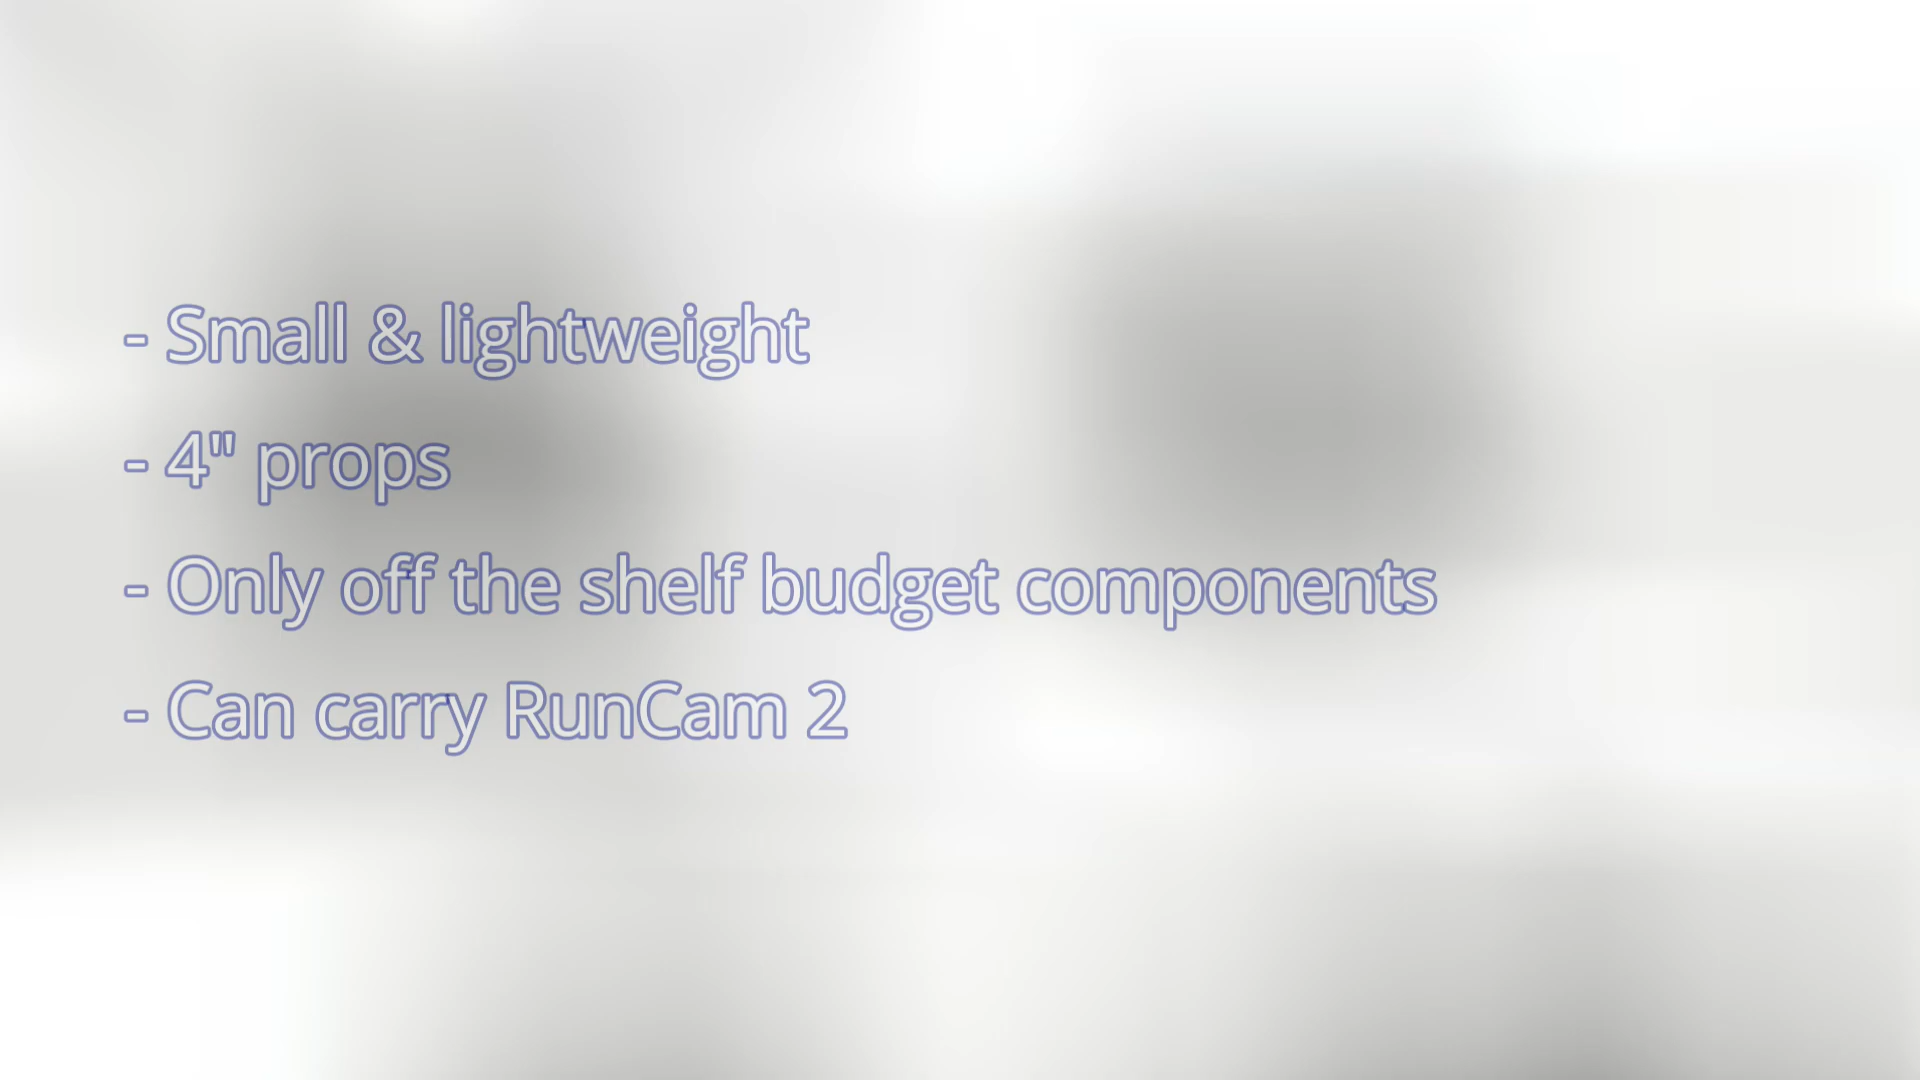 - Small & lightweight
- 4" props
- Only off the shelf budget components
- Can carry RunCam 2